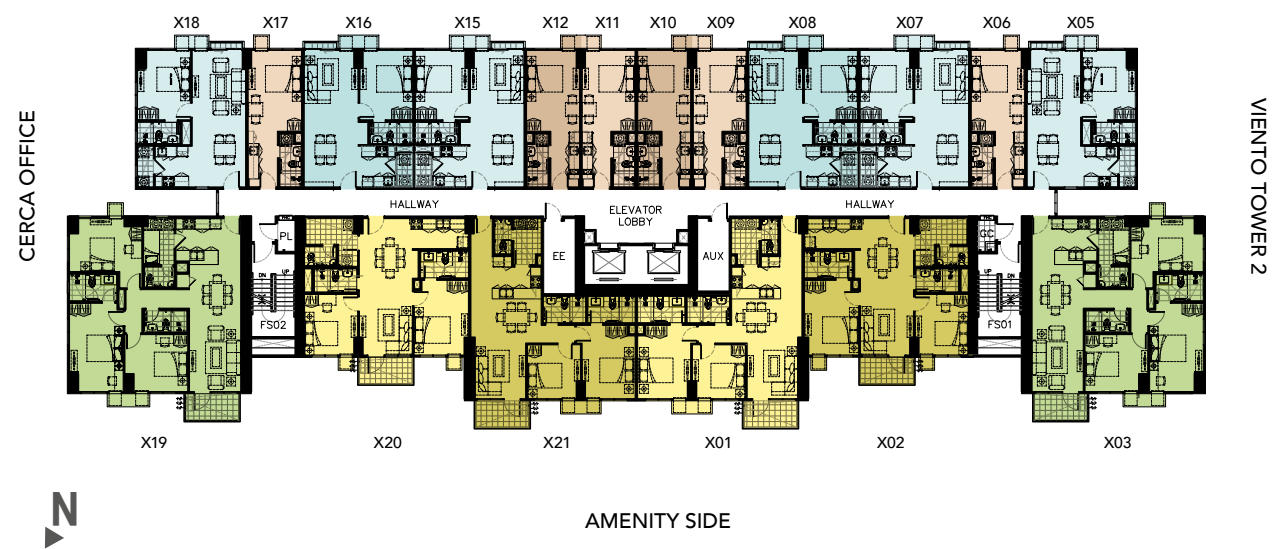 X18 X17 X16 X15 X12 X11 X10 X09 X08 X07 X06 X05
CERCA OFFICE
VIENTO TOWER 2
HALLWAY
ELEVATOR
LOBBY
HALLWAY
PL
EE
AUX
GC
DN UP
UP DN
FS02
FS01
X19 X20 X21 X01 X02 X03
N
AMENITY SIDE